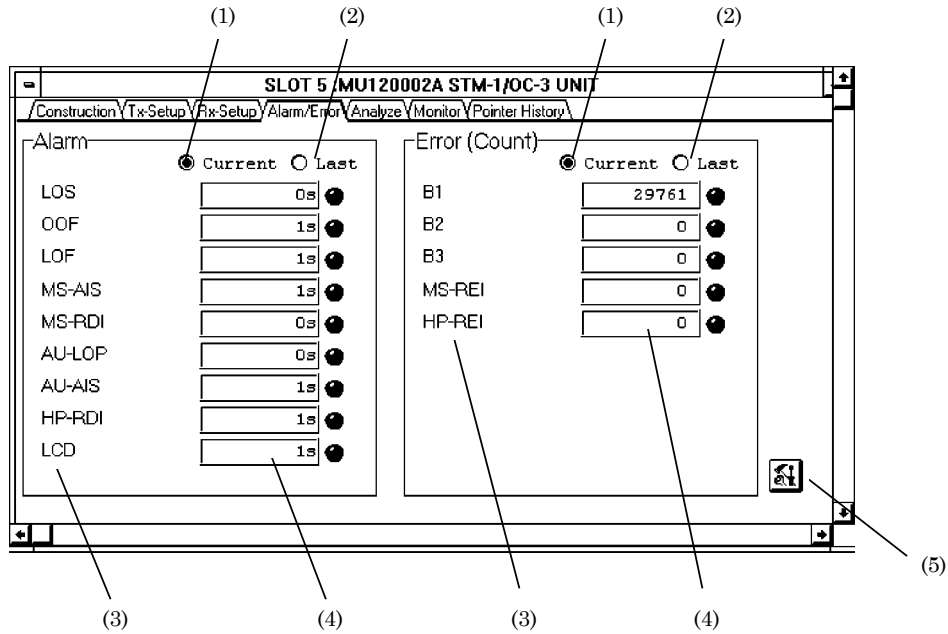 (1) (2) (1) (2)
SLOT 5 :MU120002A STM-1/OC-3 UNIT
Construction Tx-Setup Rx-Setup Alarm/Error Analyze Monitor Pointer History
Alarm
Current Last
LOS 0s
OOF 1s
LOF 1s
MS-AIS 1s
MS-RDI 0s
AU-LOP 0s
AU-AIS 1s
HP-RDI 1s
LCD 1s
Error (Count)
Current Last
B1 29761
B2 0
B3 0
MS-REI 0
HP-REI 0
(5)
(3) (4) (3) (4)